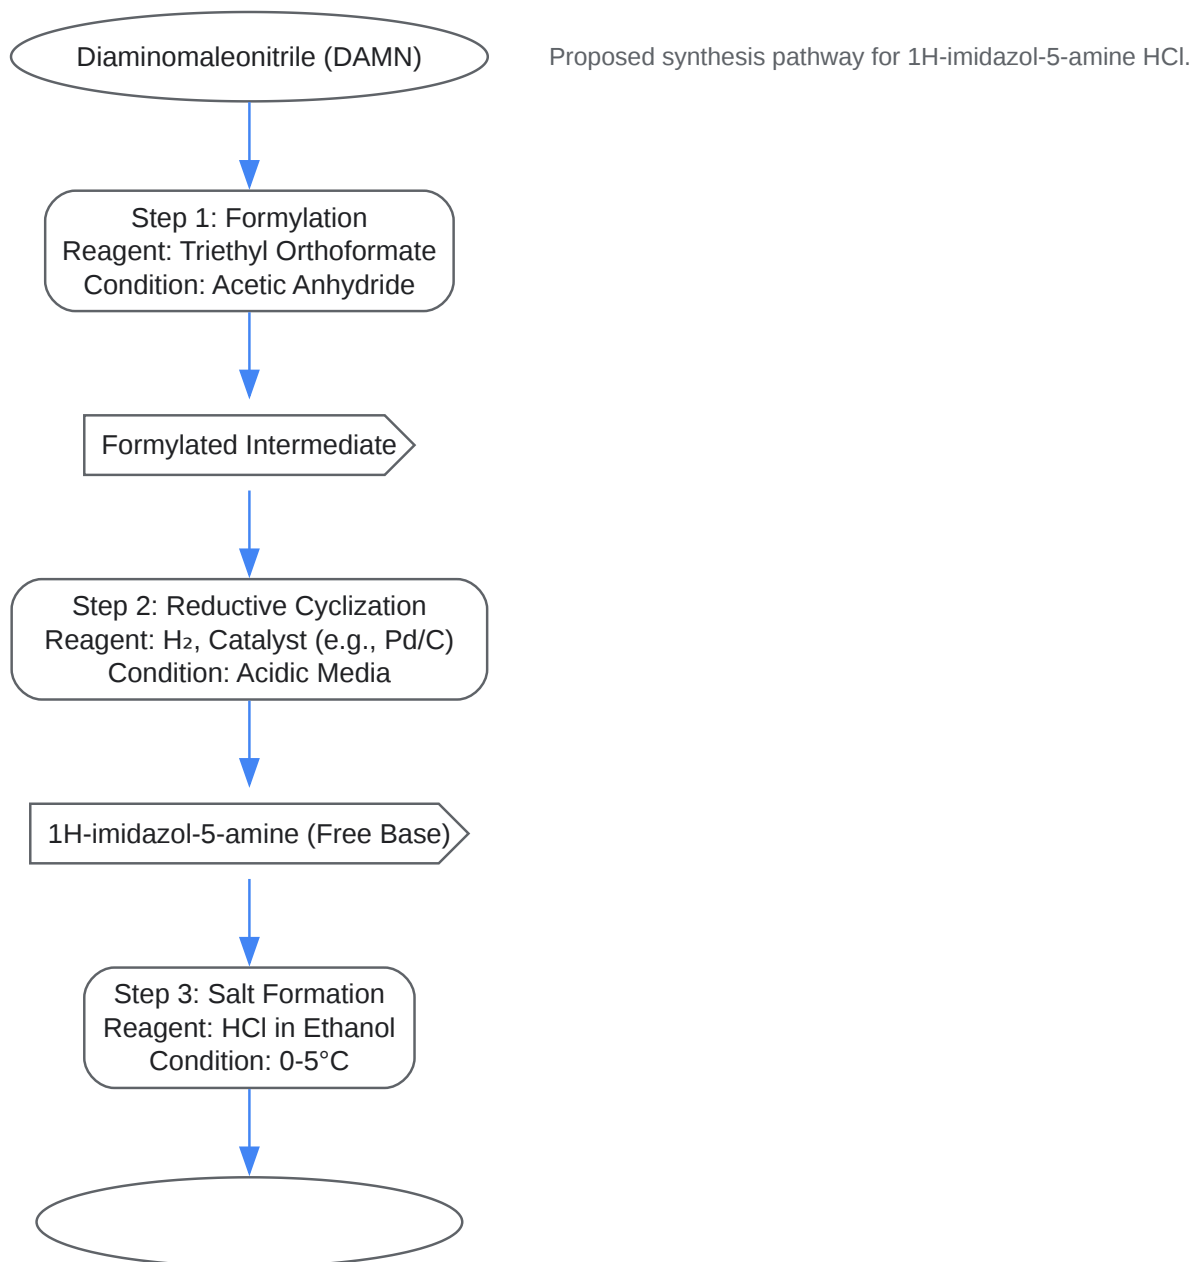 Diaminomaleonitrile (DAMN)
Proposed synthesis pathway for 1H-imidazol-5-amine HCl.
Step 1: Formylation
Reagent: Triethyl Orthoformate
Condition: Acetic Anhydride
Formylated Intermediate
Step 2: Reductive Cyclization
Reagent: H₂, Catalyst (e.g., Pd/C)
Condition: Acidic Media
1H-imidazol-5-amine (Free Base)
Step 3: Salt Formation
Reagent: HCl in Ethanol
Condition: 0-5°C